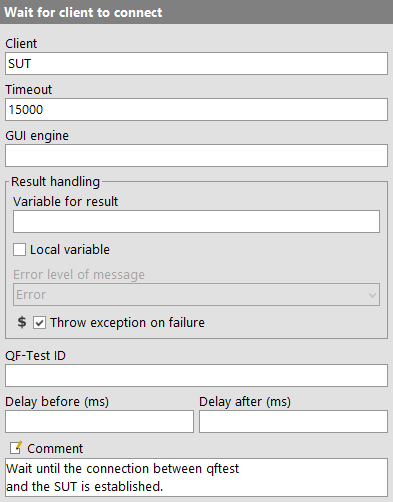 Wait for client to connect
Client
SUT
Timeout
15000
GUI engine
Result handling
Variable for result
Local variable
Error level of message
Error
$ Throw exception on failure
QF-Test ID
Delay before (ms) Delay after (ms)
Comment
Wait until the connection between qftest
and the SUT is established.